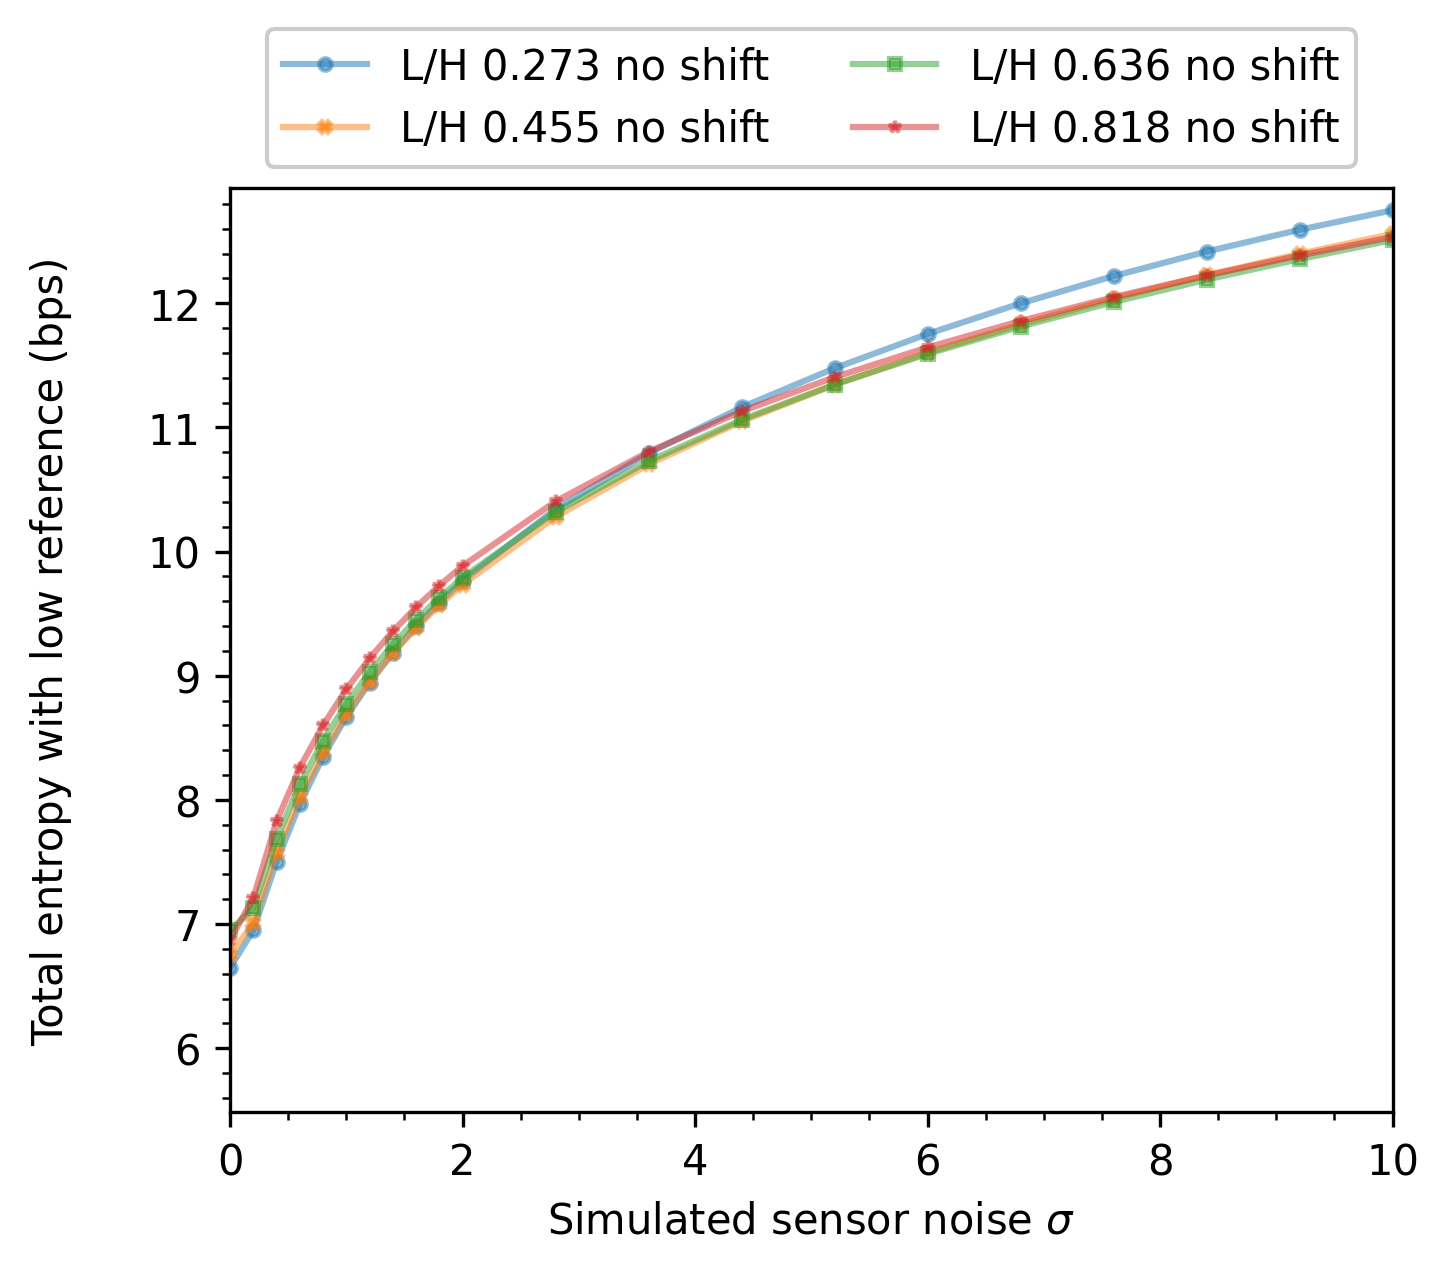 L/H 0.273 no shift
L/H 0.455 no shift
L/H 0.636 no shift
L/H 0.818 no shift
Total entropy with low reference (bps)
12
11
10
9
8
7
6
0 2 4 6 8 10
Simulated sensor noise σ